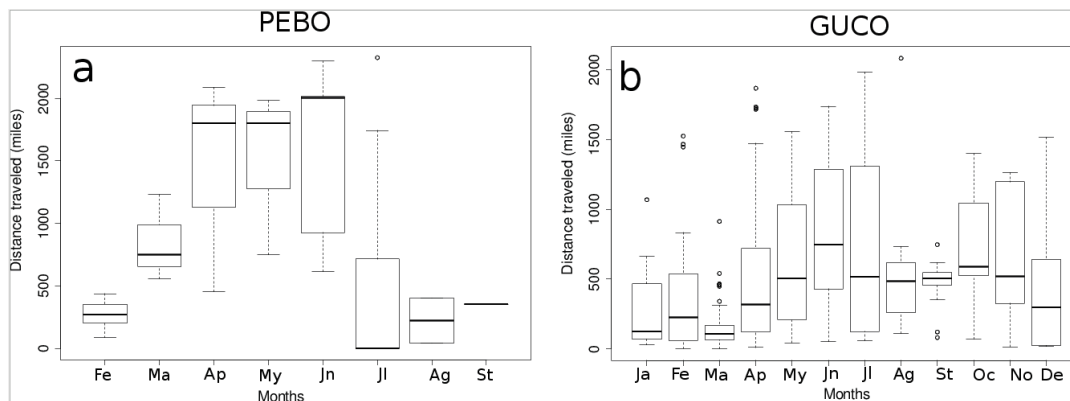 PEBO
a
Distance traveled (miles)
2000
1500
1000
500
0
Fe Ma Ap My Jn Jl Ag St
Months
GUCO
b
Distance traveled (miles)
2000
1500
1000
500
0
Ja Fe Ma Ap My Jn Jl Ag St Oc No De
Months